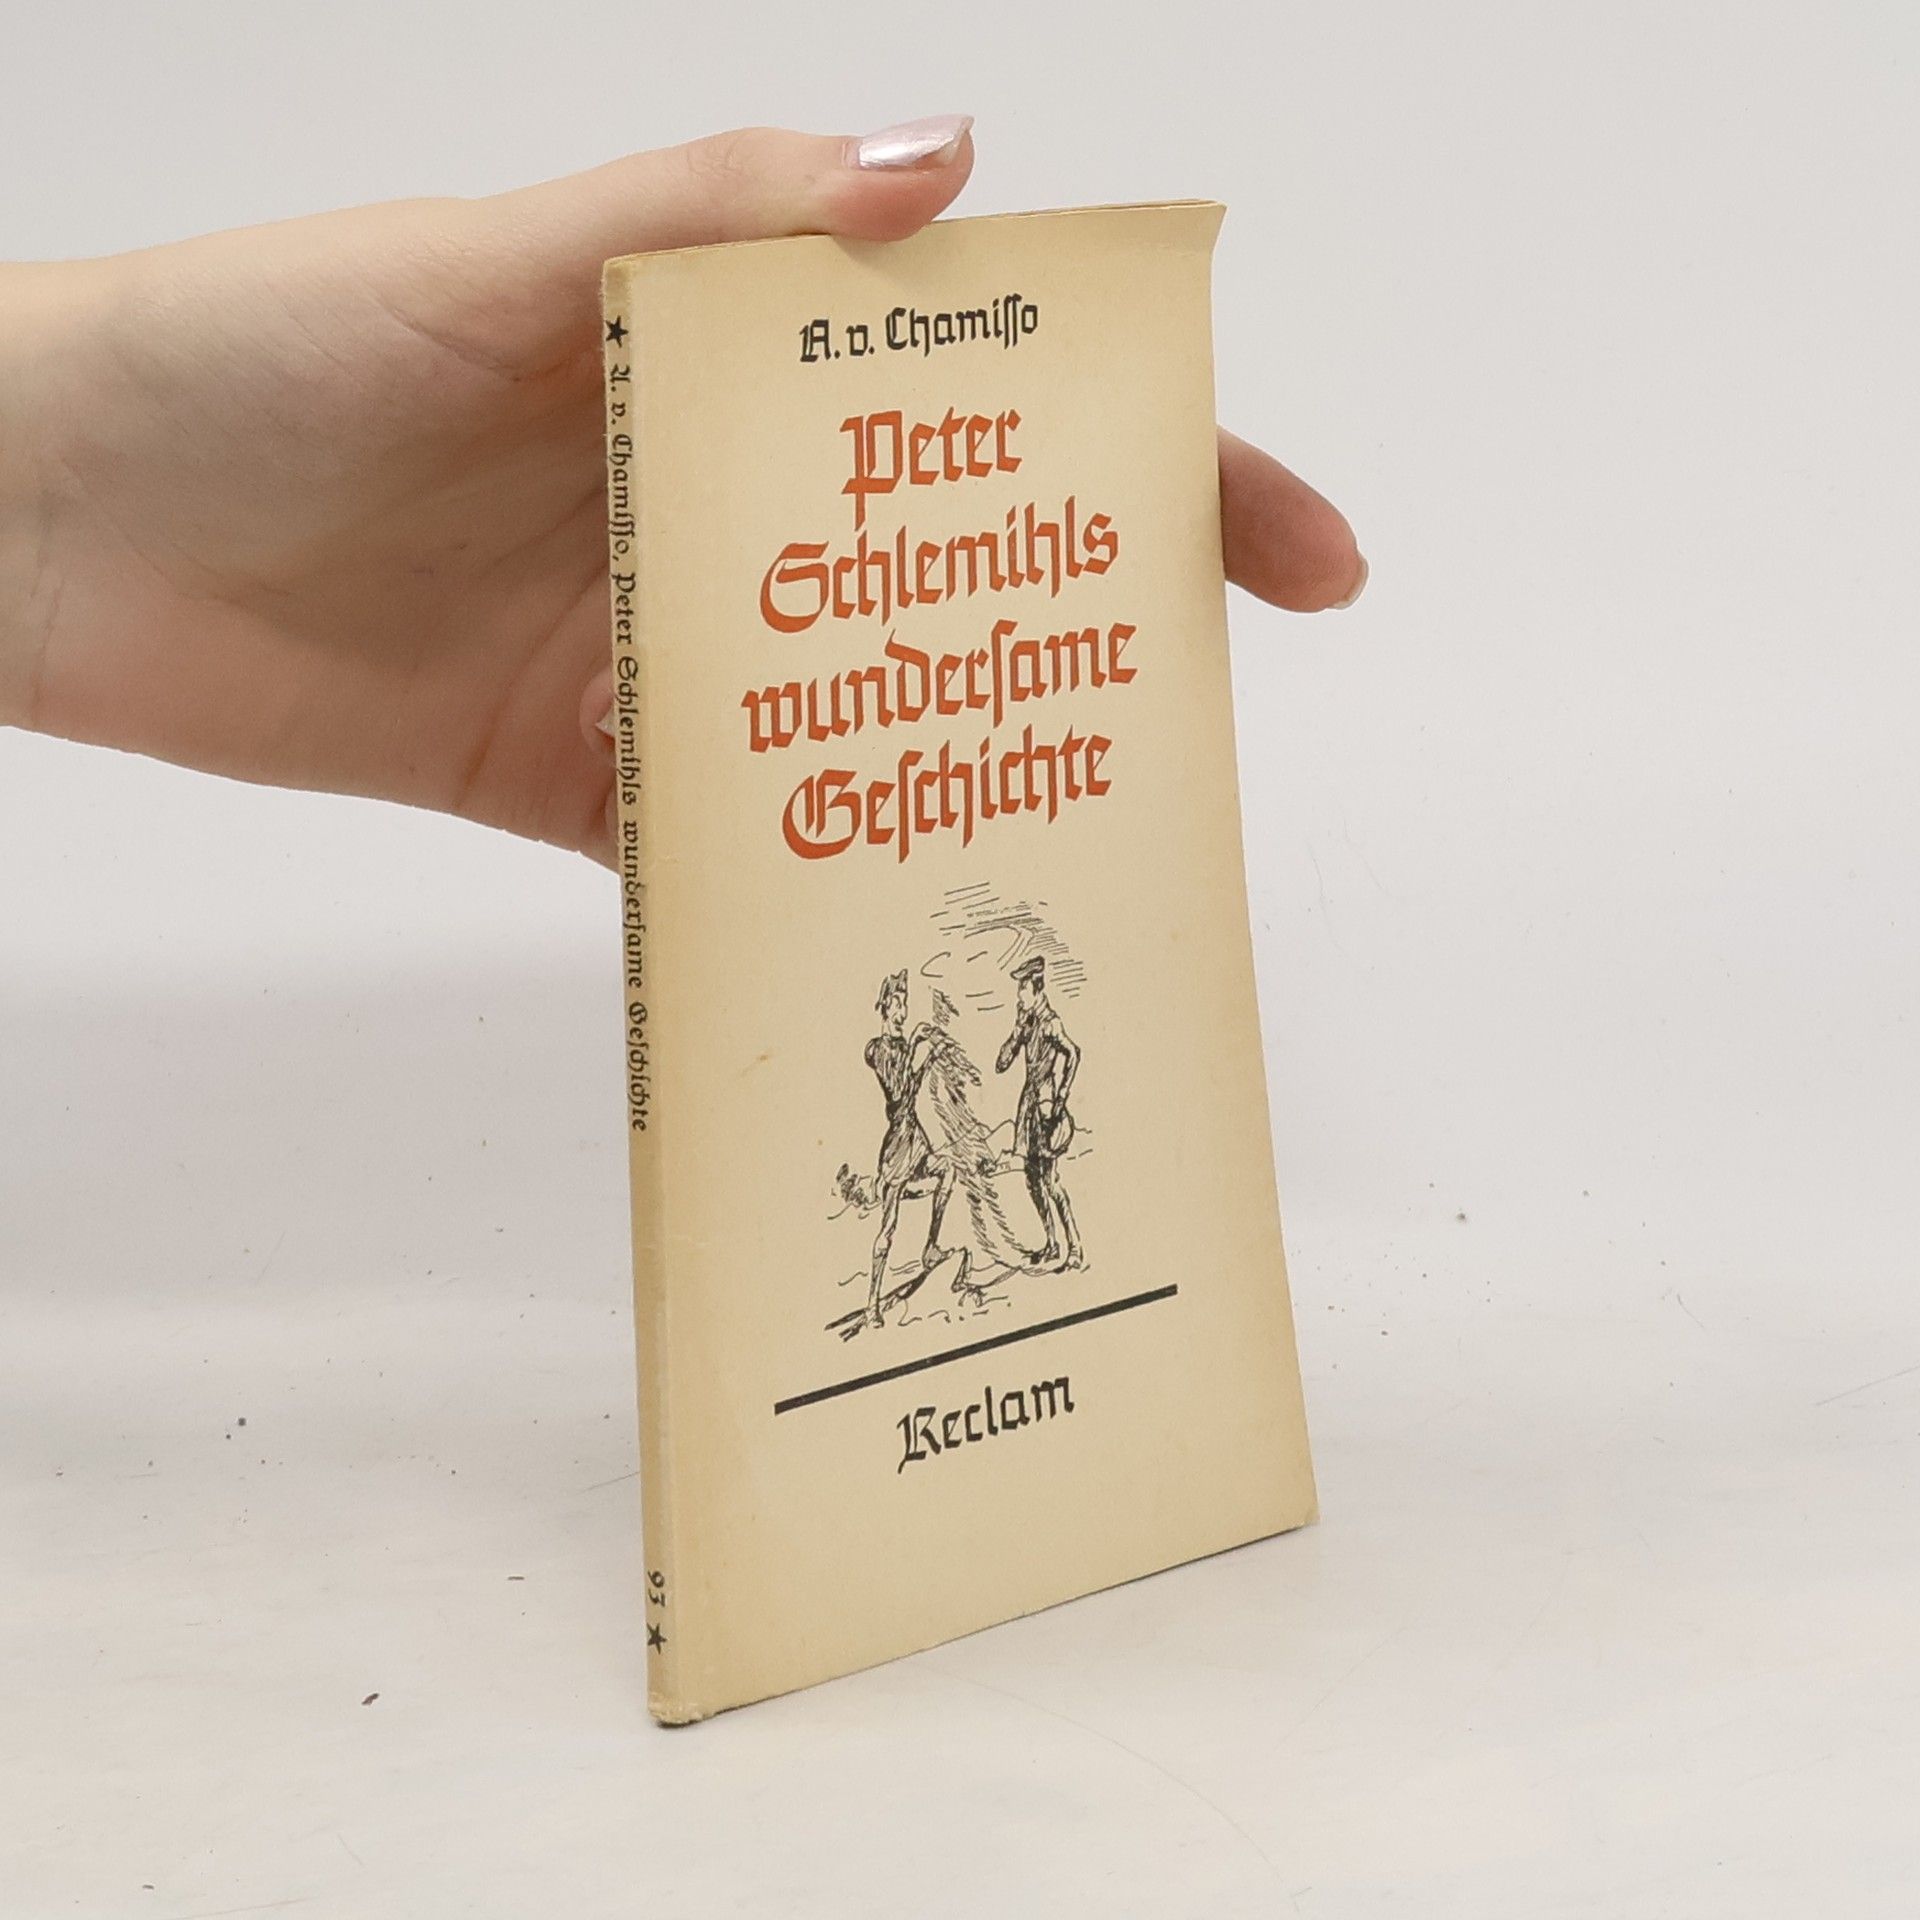 A. v. Chamiſſo
Peter
Schlemihls
wunderſame
Geſchichte
Reclam
★ A. v. Chamiſſo, Peter Schlemihls wunderſame Geſchichte 93 ★